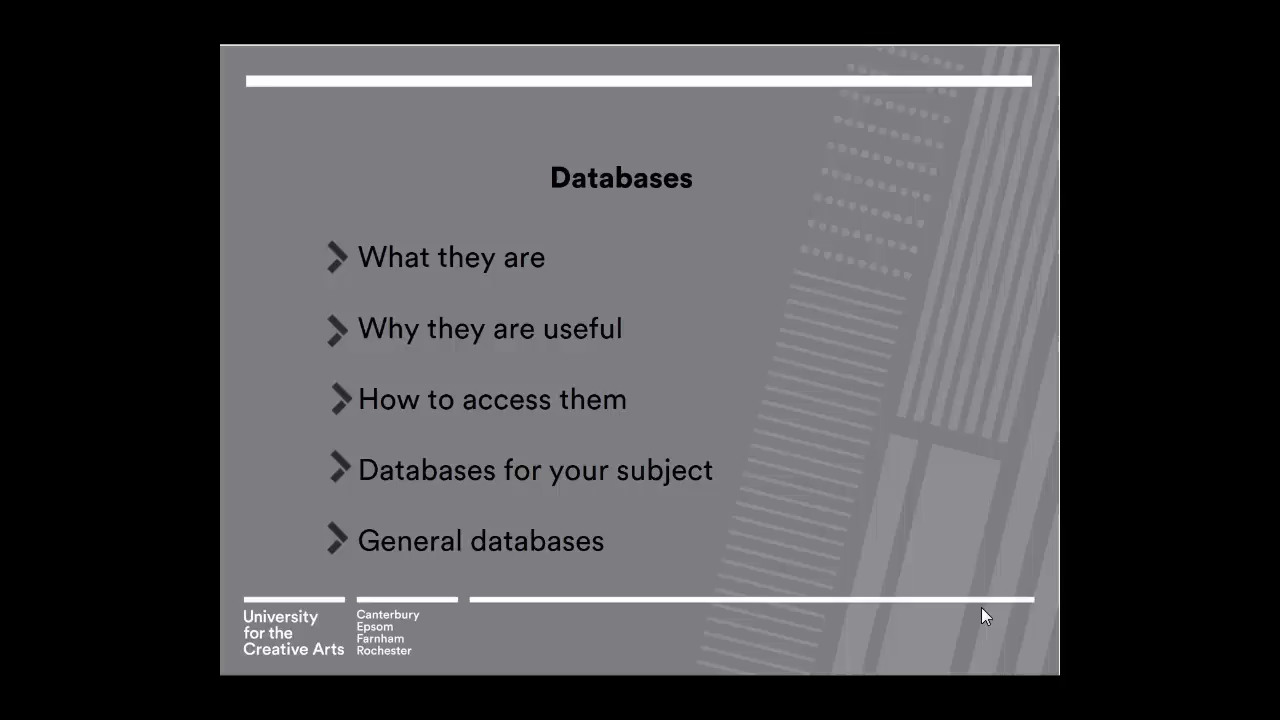 Databases
What they are
Why they are useful
How to access them
Databases for your subject
General databases
University
for the
Creative Arts
Canterbury
Epsom
Farnham
Rochester